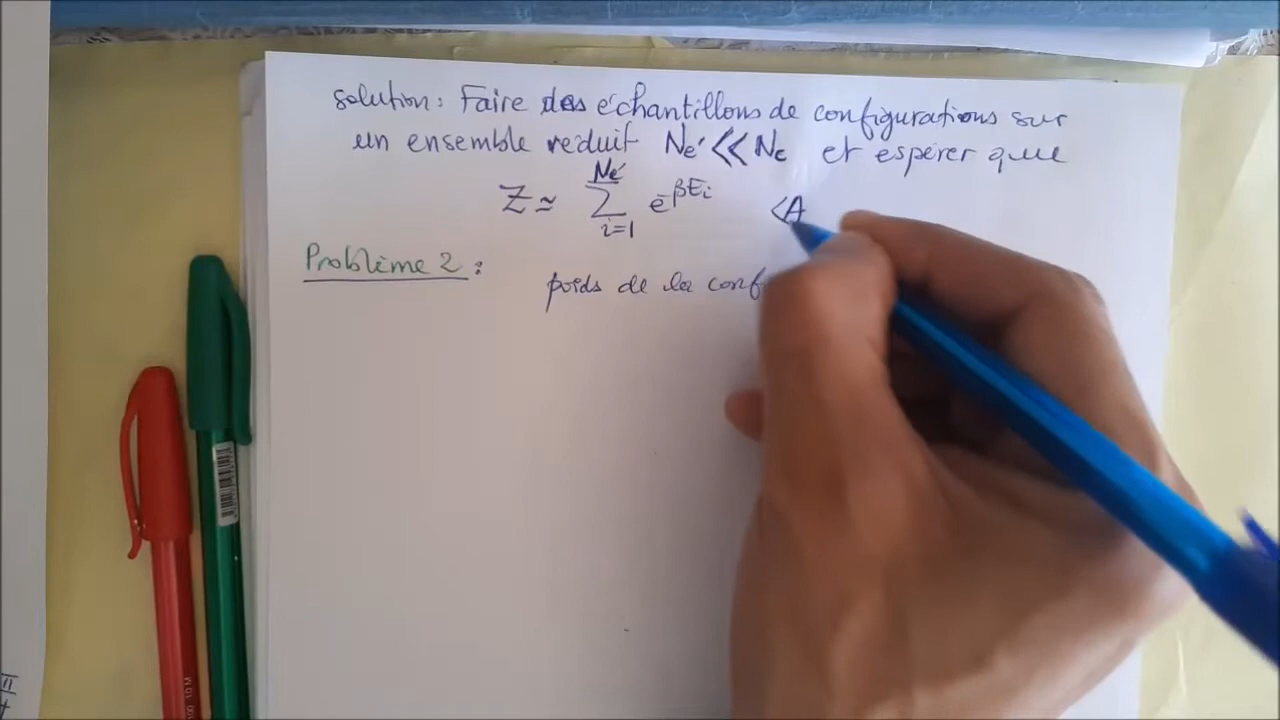 solution: Faire des échantillons de configurations sur
un ensemble réduit Ne' << Nc et espérer que
Z ≃ Σ_{i=1}^{Ne'} e^{-βEi} <A
Problème 2 :
poids de la conf